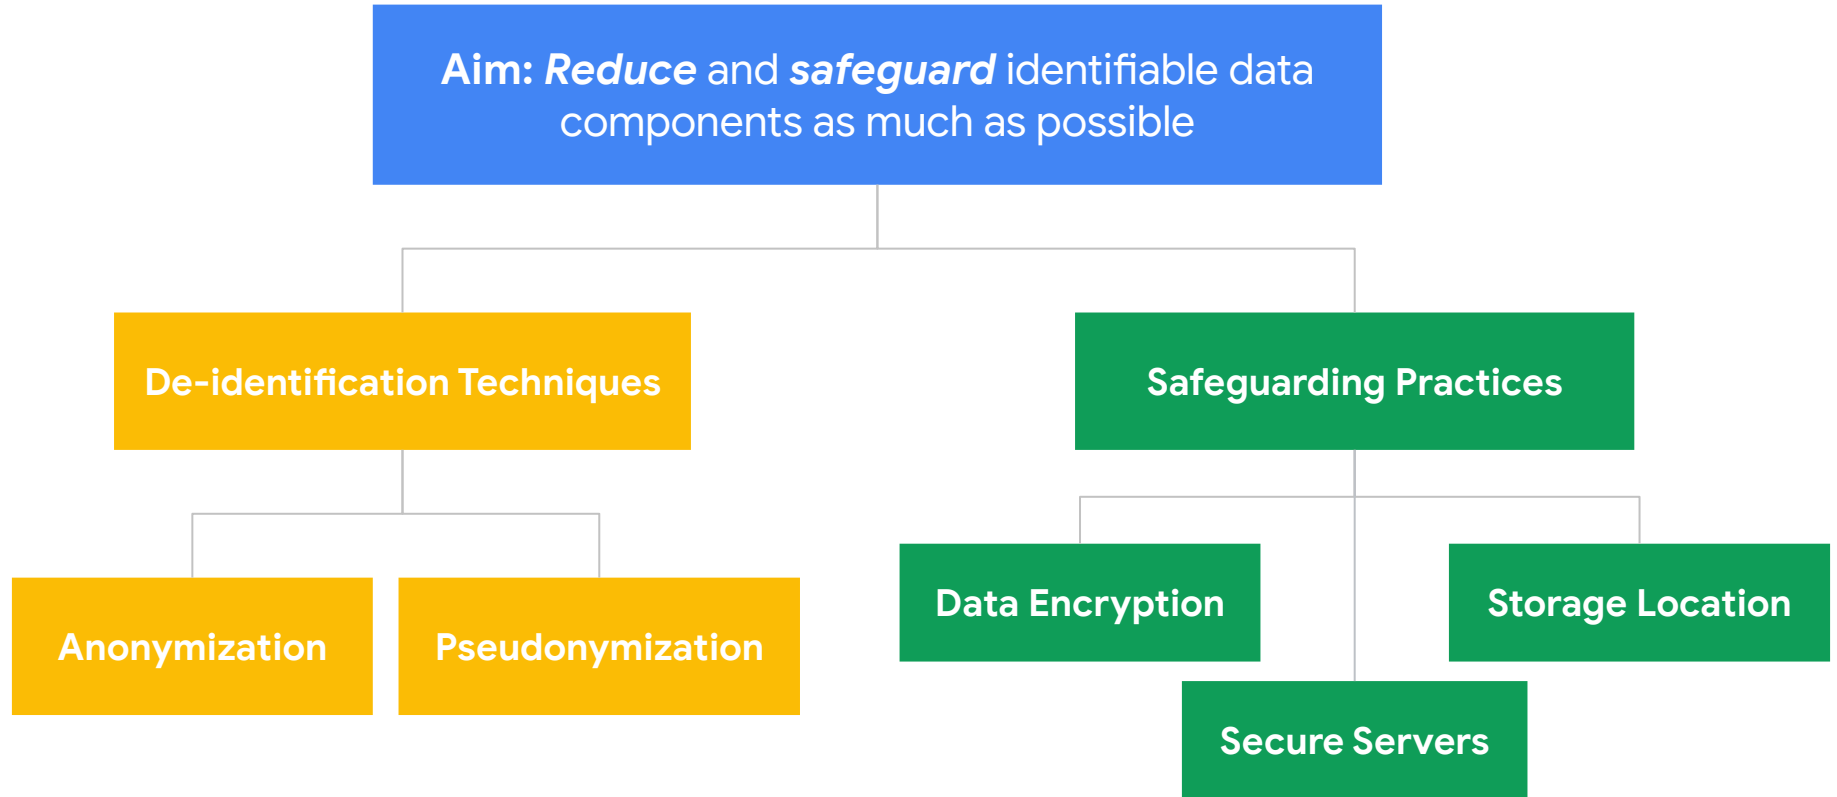 Aim: Reduce and safeguard identifiable data
components as much as possible
De-identification Techniques
Safeguarding Practices
Anonymization
Pseudonymization
Data Encryption
Storage Location
Secure Servers